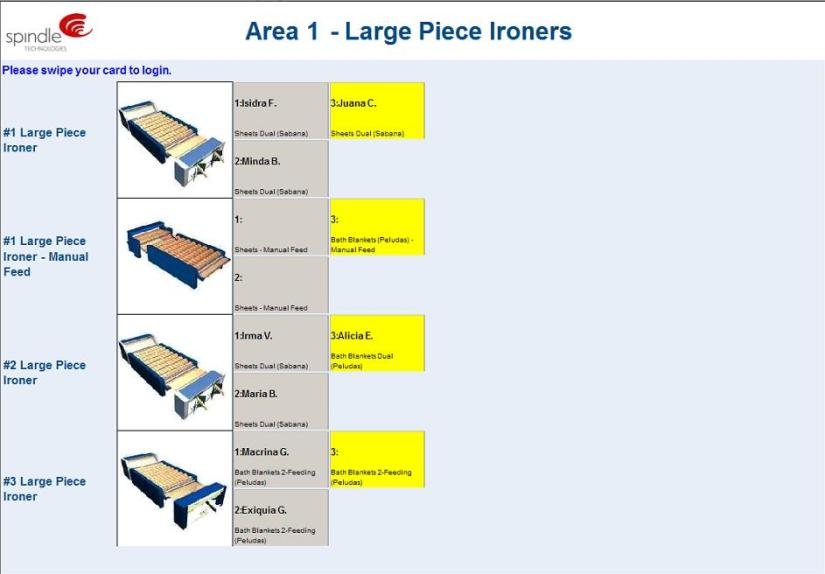 spindle
TECHNOLOGIES
Area 1 - Large Piece Ironers
Please swipe your card to login.
#1 Large Piece
Ironer
1:Isidra F.
Sheets Dual (Sabana)
3:Juana C.
Sheets Dual (Sabana)
2:Minda B.
Sheets Dual (Sabana)
#1 Large Piece
Ironer - Manual
Feed
1:
Sheets - Manual Feed
3:
Bath Blankets (Peludas) -
Manual Feed
2:
Sheets - Manual Feed
#2 Large Piece
Ironer
1:Irma V.
Sheets Dual (Sabana)
3:Alicia E.
Bath Blankets Dual
(Peludas)
2:Maria B.
Sheets Dual (Sabana)
#3 Large Piece
Ironer
1:Macrina G.
Bath Blankets 2-Feeding
(Peludas)
3:
Bath Blankets 2-Feeding
(Peludas)
2:Exiquia G.
Bath Blankets 2-Feeding
(Peludas)